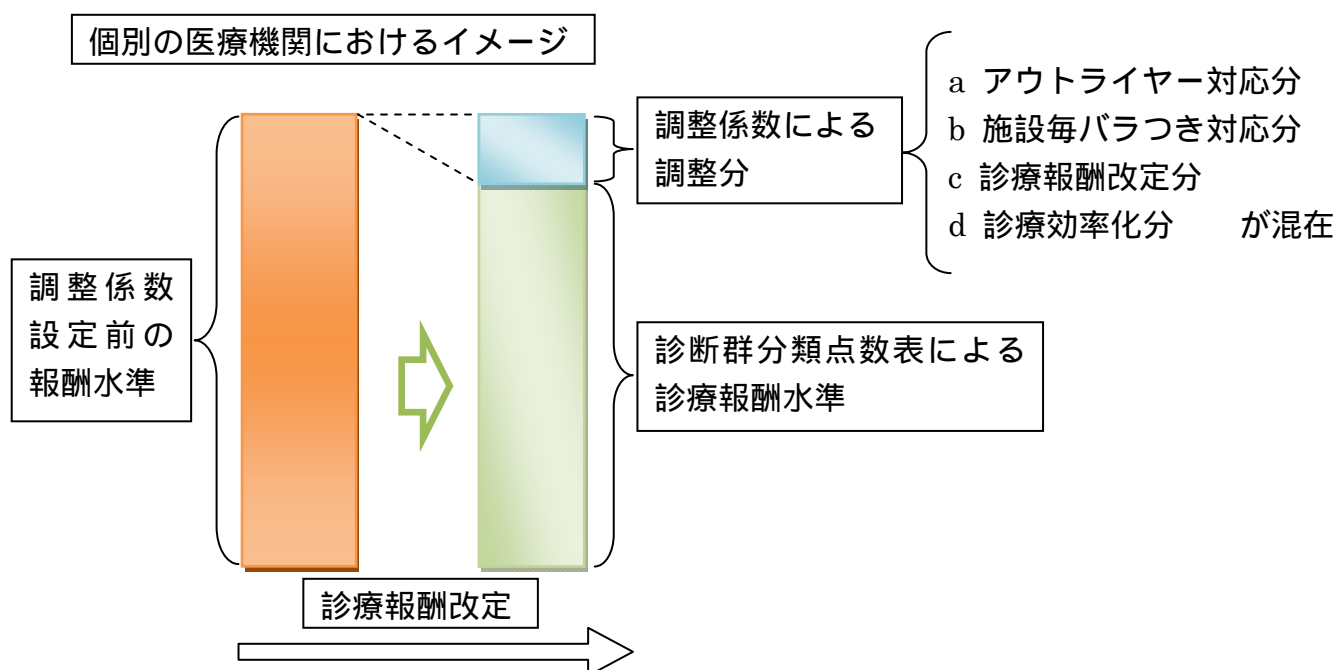 個別の医療機関におけるイメージ
調整係数による
調整分
a アウトライヤー対応分
b 施設毎バラつき対応分
c 診療報酬改定分
d 診療効率化分 が混在
調整係数
設定前の
報酬水準
診断群分類点数表による
診療報酬水準
診療報酬改定